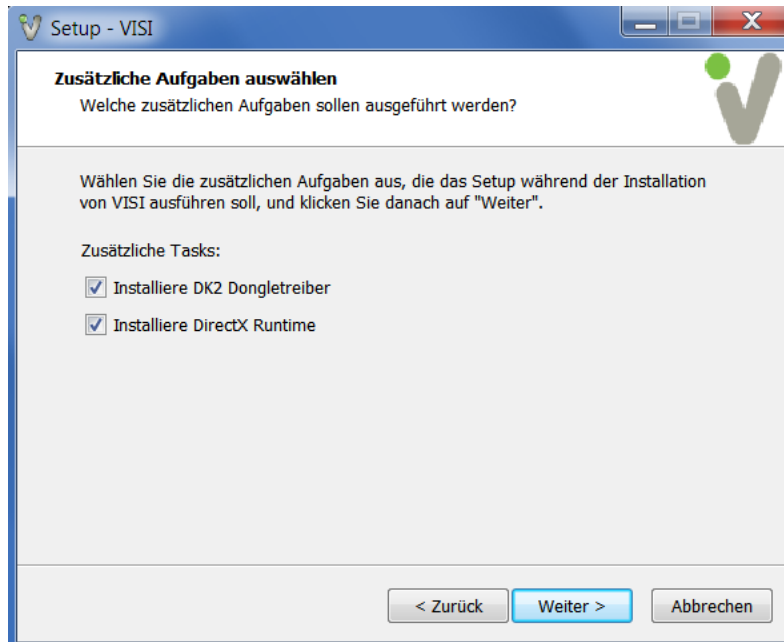 Setup - VISI
Zusätzliche Aufgaben auswählen
Welche zusätzlichen Aufgaben sollen ausgeführt werden?
Wählen Sie die zusätzlichen Aufgaben aus, die das Setup während der Installation
von VISI ausführen soll, und klicken Sie danach auf "Weiter".
Zusätzliche Tasks:
Installiere DK2 Dongletreiber
Installiere DirectX Runtime
< Zurück
Weiter >
Abbrechen